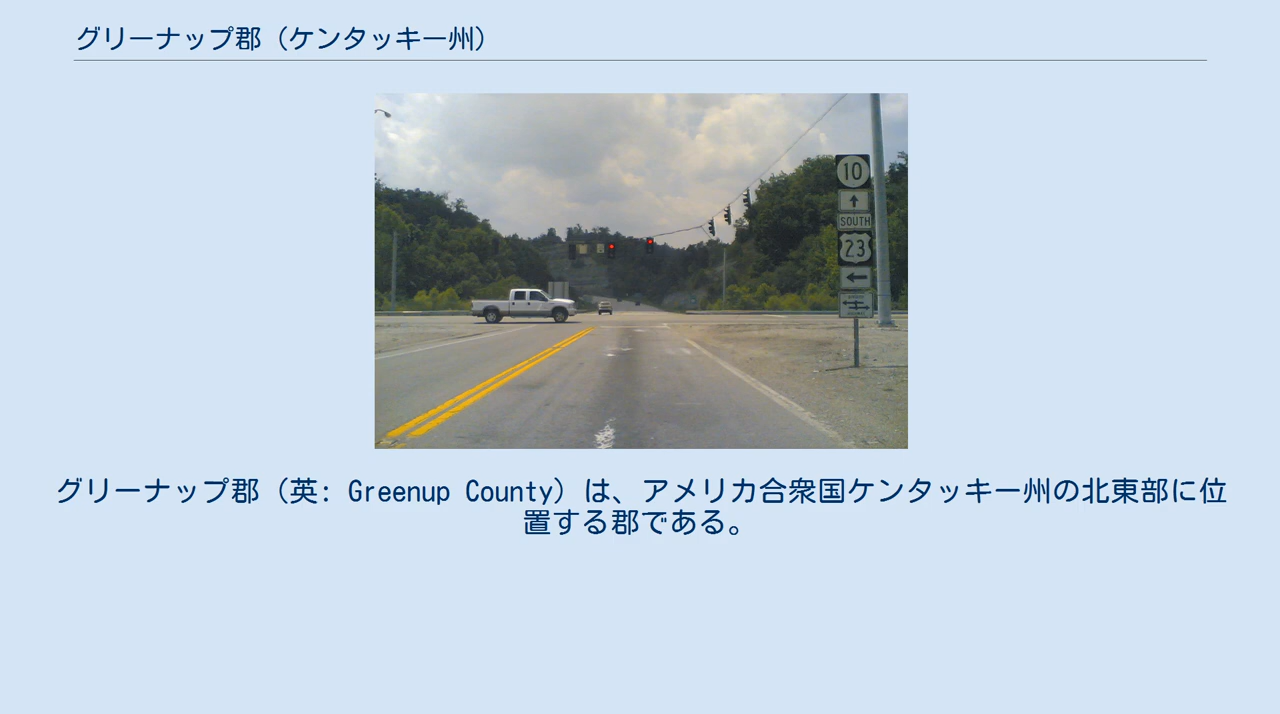 グリーナップ郡（ケンタッキー州）
10
SOUTH
23
グリーナップ郡（英: Greenup County）は、アメリカ合衆国ケンタッキー州の北東部に位
置する郡である。